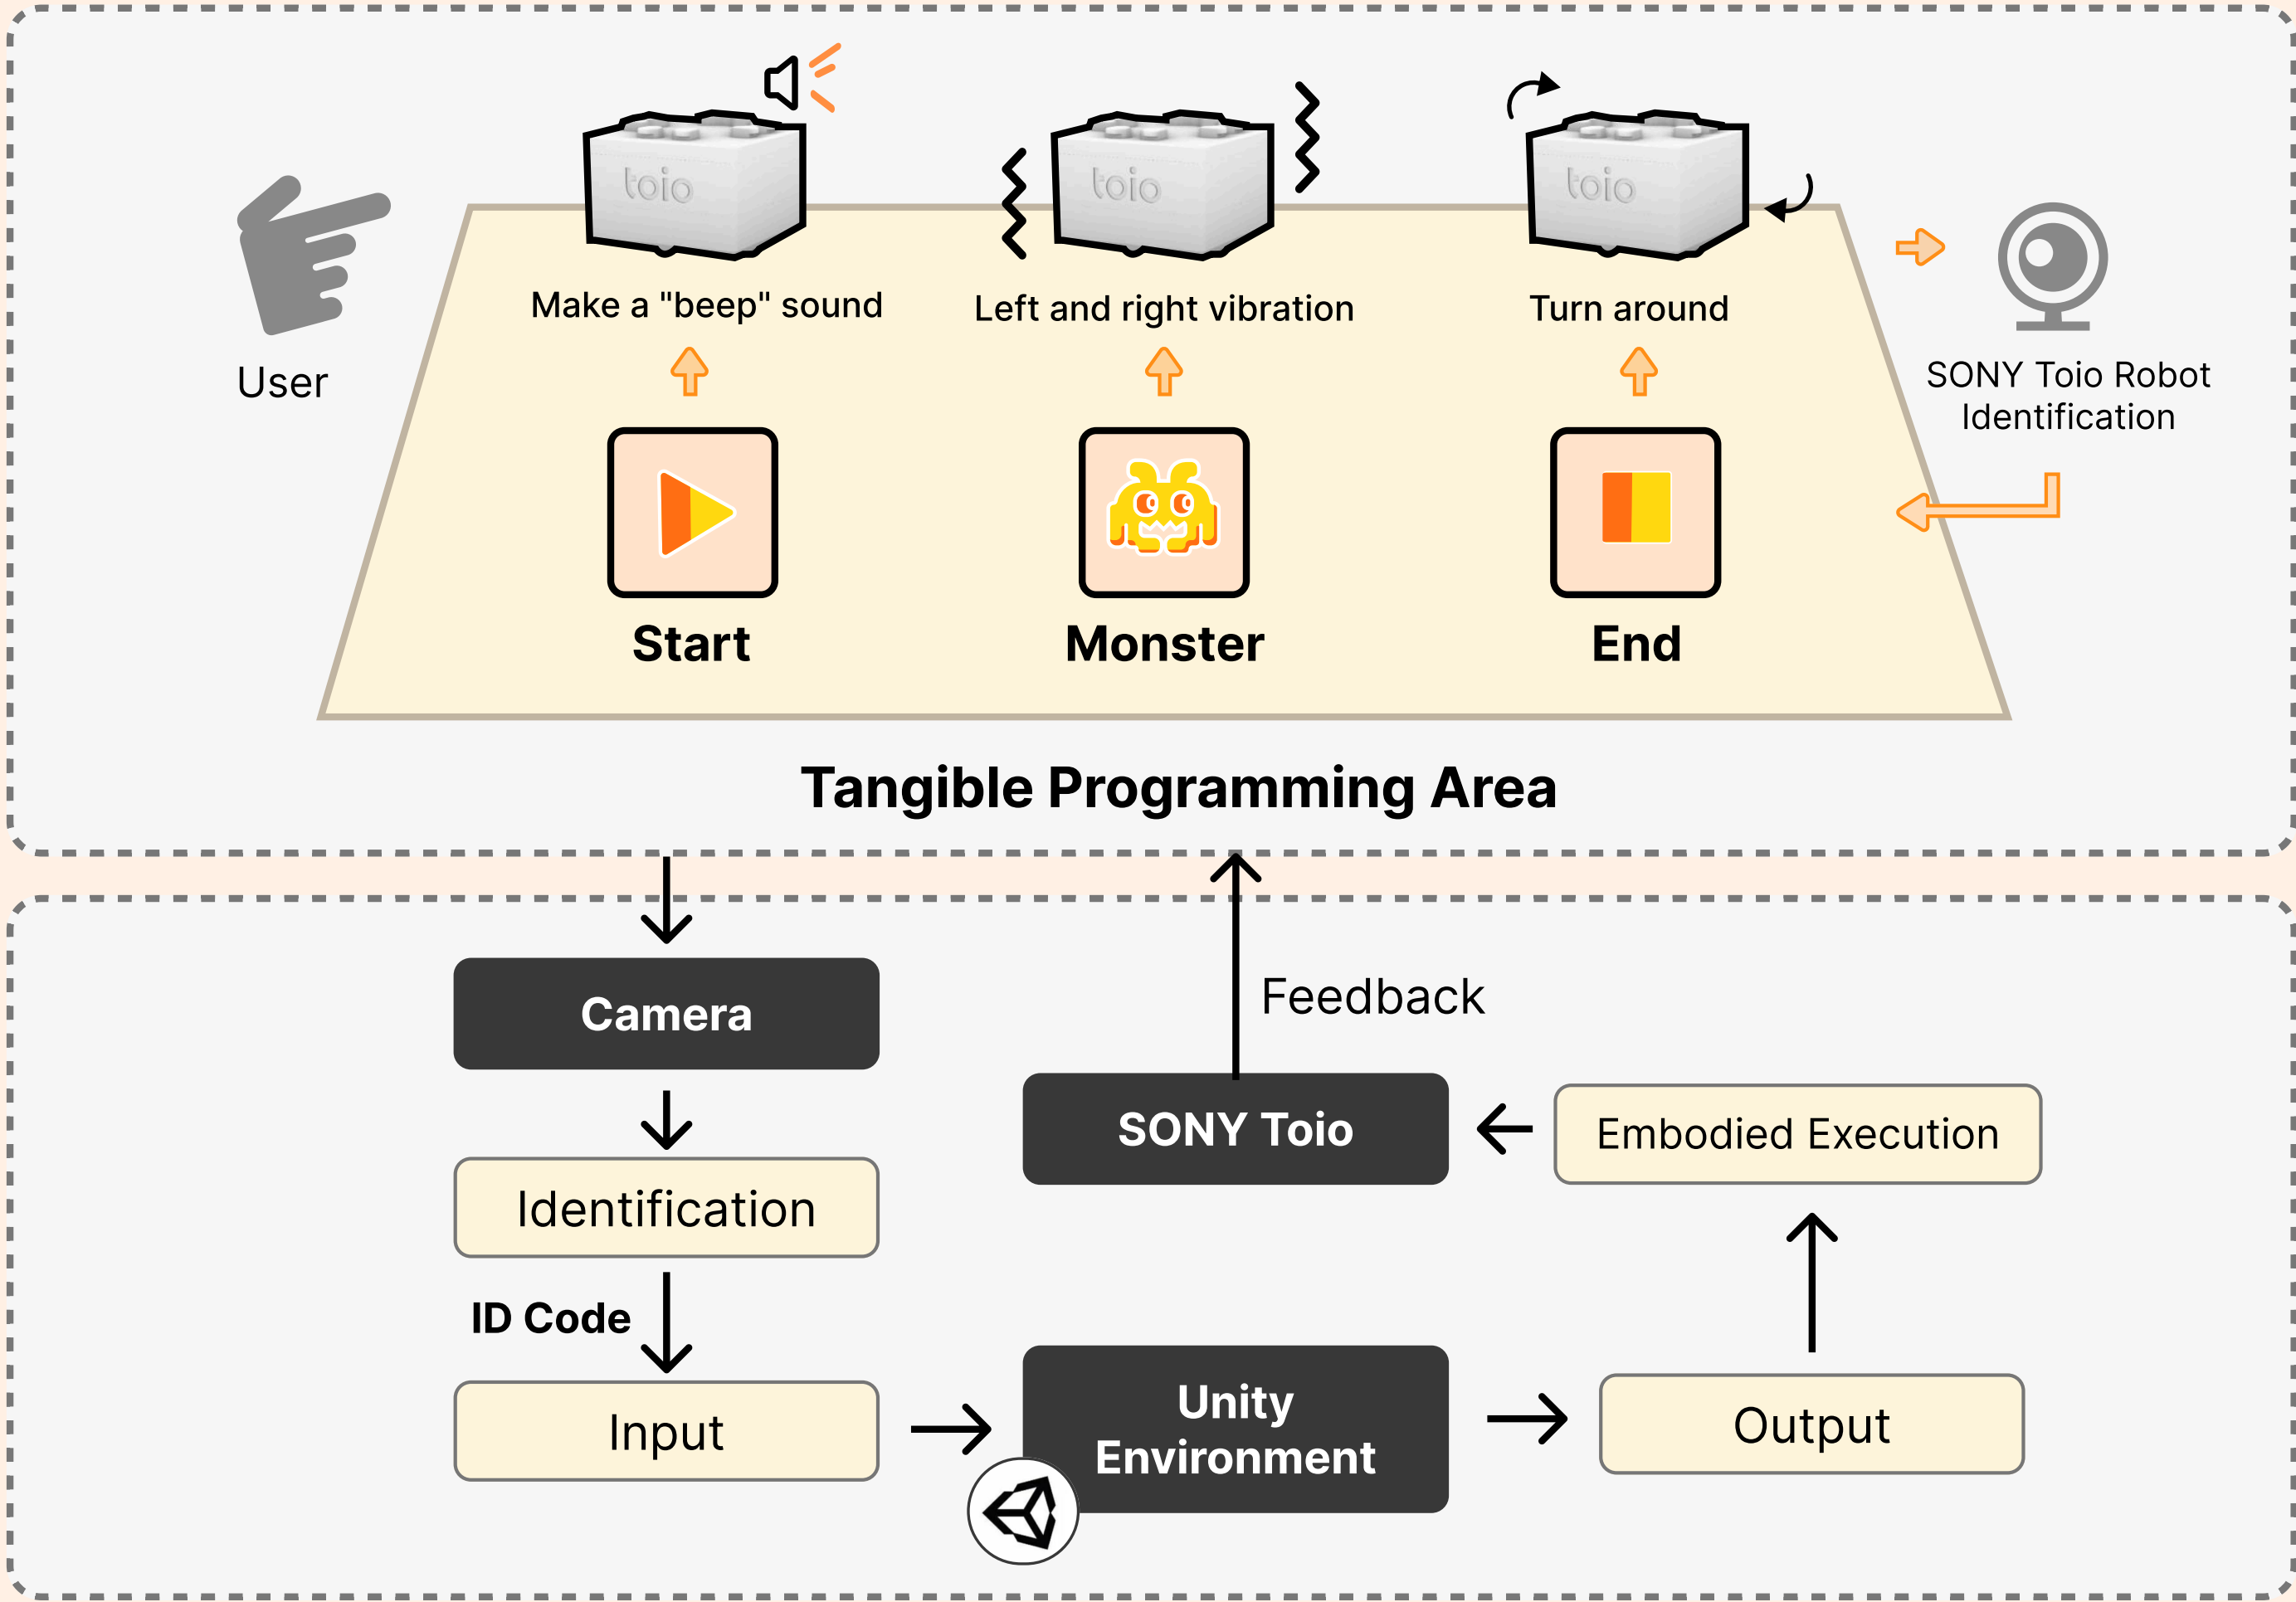 toio
toio
toio
Make a "beep" sound
Left and right vibration
Turn around
User
SONY Toio Robot
Identification
Start
Monster
End
Tangible Programming Area
Camera
Feedback
SONY Toio
Embodied Execution
Identification
ID Code
Input
Unity
Environment
Output